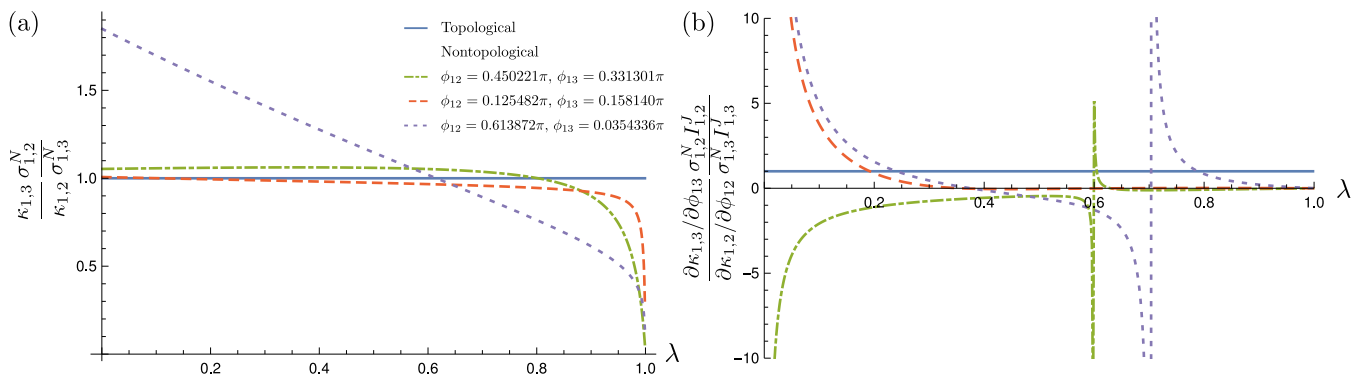 (a)
κ₁,₃ σᴺ₁,₂
κ₁,₂ σᴺ₁,₃
1.5
1.0
0.5
0.2 0.4 0.6 0.8 1.0 λ
Topological
Nontopological
ϕ₁₂ = 0.450221π, ϕ₁₃ = 0.331301π
ϕ₁₂ = 0.125482π, ϕ₁₃ = 0.158140π
ϕ₁₂ = 0.613872π, ϕ₁₃ = 0.0354336π
(b)
∂κ₁,₃/∂ϕ₁₃ σᴺ₁,₂ Iᴶ₁,₂
∂κ₁,₂/∂ϕ₁₂ σᴺ₁,₃ Iᴶ₁,₃
10
5
0
-5
-10
0.2 0.4 0.6 0.8 1.0 λ